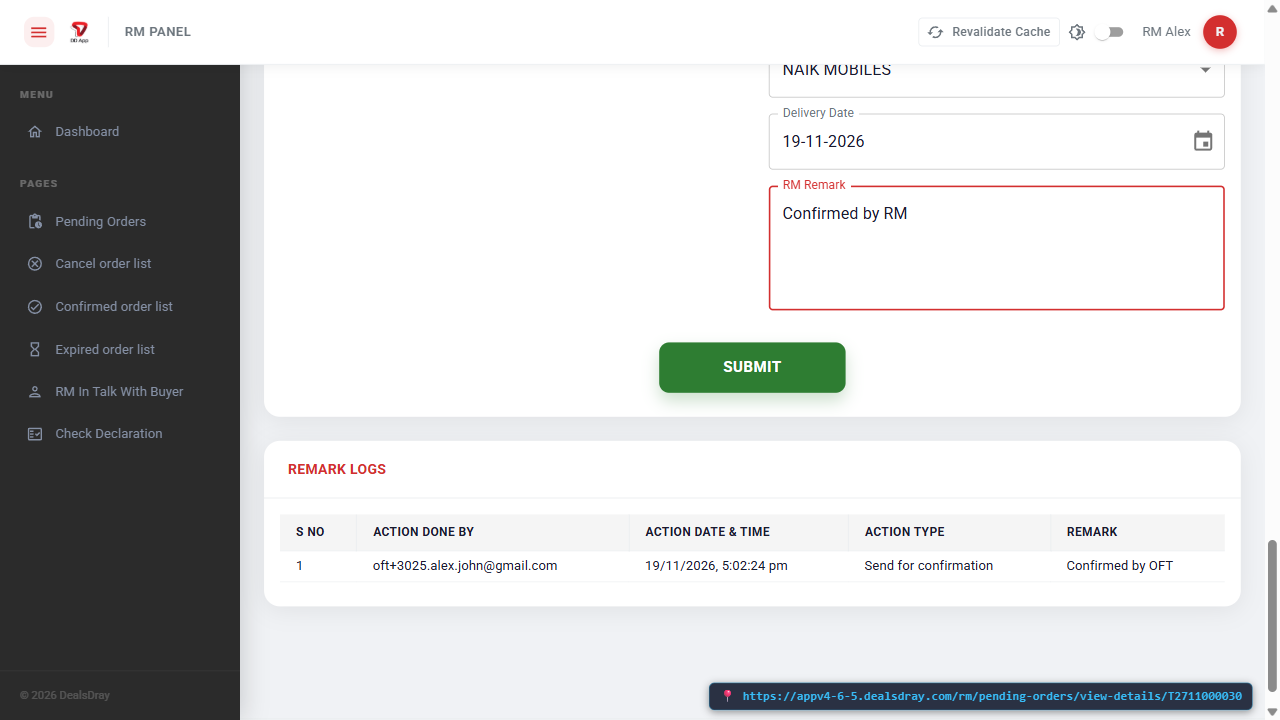 DD App
RM PANEL
Revalidate Cache
RM Alex
R
MENU
Dashboard
PAGES
Pending Orders
Cancel order list
Confirmed order list
Expired order list
RM In Talk With Buyer
Check Declaration
© 2026 DealsDray
NAIK MOBILES
Delivery Date
19-11-2026
RM Remark
Confirmed by RM
SUBMIT
REMARK LOGS
S NO ACTION DONE BY ACTION DATE & TIME ACTION TYPE REMARK
1 oft+3025.alex.john@gmail.com 19/11/2026, 5:02:24 pm Send for confirmation Confirmed by OFT
https://appv4-6-5.dealsdray.com/rm/pending-orders/view-details/T2711000030